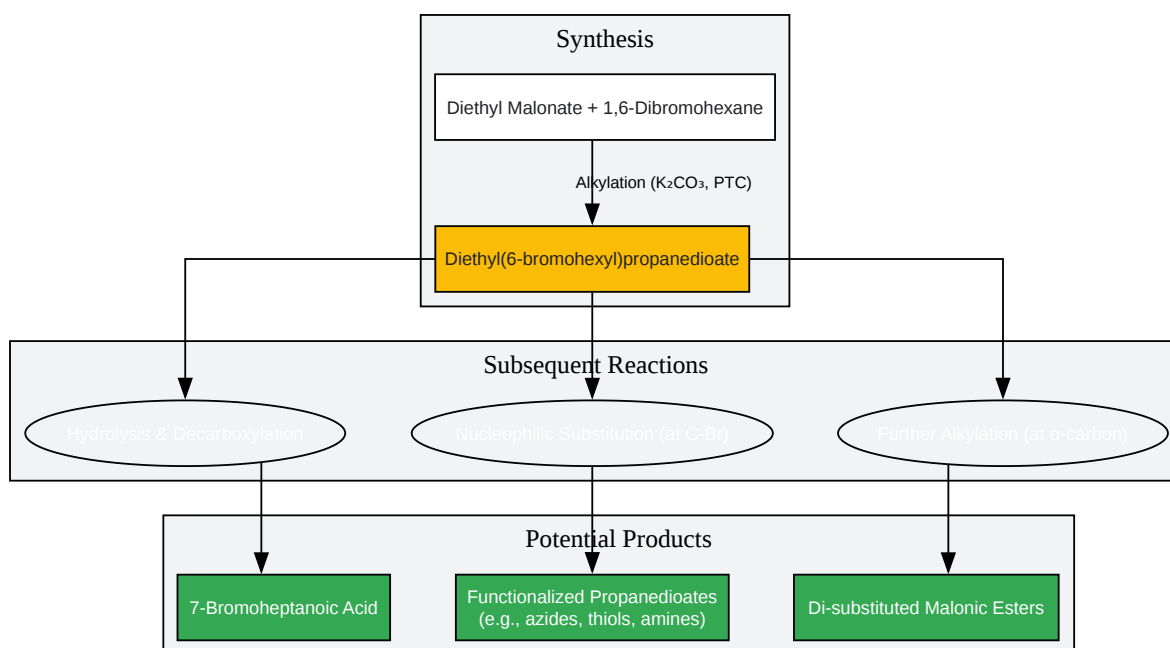 Synthesis
Diethyl Malonate + 1,6-Dibromohexane
Alkylation (K₂CO₃, PTC)
Diethyl(6-bromohexyl)propanedioate
Subsequent Reactions
Hydrolysis & Decarboxylation
Nucleophilic Substitution (at C-Br)
Further Alkylation (at α-carbon)
Potential Products
7-Bromoheptanoic Acid
Functionalized Propanedioates
(e.g., azides, thiols, amines)
Di-substituted Malonic Esters